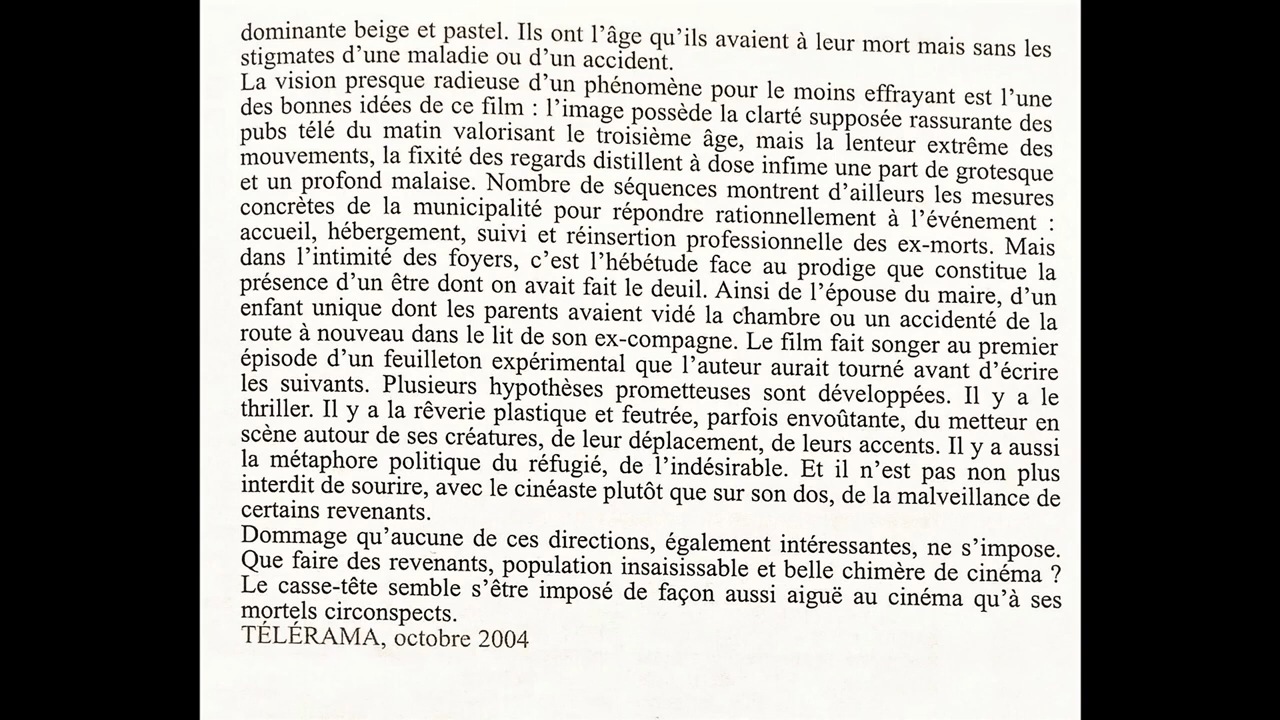 dominante beige et pastel. Ils ont l’âge qu’ils avaient à leur mort mais sans les
stigmates d’une maladie ou d’un accident.
La vision presque radieuse d’un phénomène pour le moins effrayant est l’une
des bonnes idées de ce film : l’image possède la clarté supposée rassurante des
pubs télé du matin valorisant le troisième âge, mais la lenteur extrême des
mouvements, la fixité des regards distillent à dose infime une part de grotesque
et un profond malaise. Nombre de séquences montrent d’ailleurs les mesures
concrètes de la municipalité pour répondre rationnellement à l’événement :
accueil, hébergement, suivi et réinsertion professionnelle des ex-morts. Mais
dans l’intimité des foyers, c’est l’hébétude face au prodige que constitue la
présence d’un être dont on avait fait le deuil. Ainsi de l’épouse du maire, d’un
enfant unique dont les parents avaient vidé la chambre ou un accidenté de la
route à nouveau dans le lit de son ex-compagne. Le film fait songer au premier
épisode d’un feuilleton expérimental que l’auteur aurait tourné avant d’écrire
les suivants. Plusieurs hypothèses prometteuses sont développées. Il y a le
thriller. Il y a la rêverie plastique et feutrée, parfois envoûtante, du metteur en
scène autour de ses créatures, de leur déplacement, de leurs accents. Il y a aussi
la métaphore politique du réfugié, de l’indésirable. Et il n’est pas non plus
interdit de sourire, avec le cinéaste plutôt que sur son dos, de la malveillance de
certains revenants.
Dommage qu’aucune de ces directions, également intéressantes, ne s’impose.
Que faire des revenants, population insaisissable et belle chimère de cinéma ?
Le casse-tête semble s’être imposé de façon aussi aiguë au cinéma qu’à ses
mortels circonspects.
TÉLÉRAMA, octobre 2004